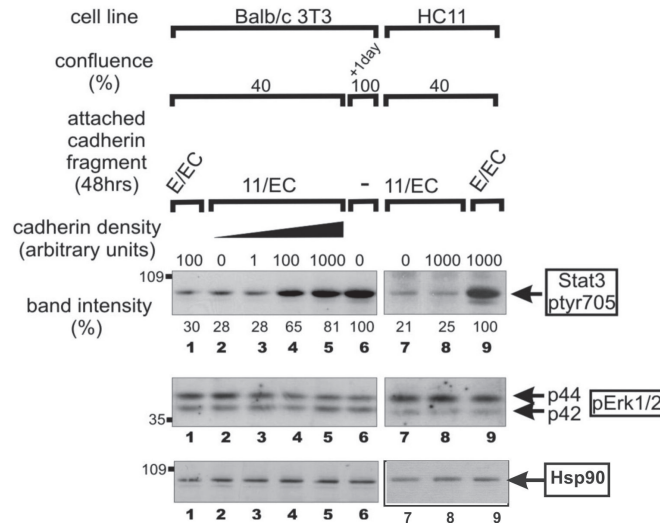 cell line Balb/c 3T3 HC11
confluence (%) 40 +1day 100 40
attached cadherin fragment (48hrs) E/EC 11/EC - 11/EC E/EC
cadherin density (arbitrary units) 100 0 1 100 1000 0 0 1000 1000
109
Stat3 ptyr705
band intensity (%) 30 28 28 65 81 100 21 25 100
1 2 3 4 5 6 7 8 9
p44
p42
pErk1/2
35
1 2 3 4 5 6 7 8 9
109
Hsp90
1 2 3 4 5 6 7 8 9